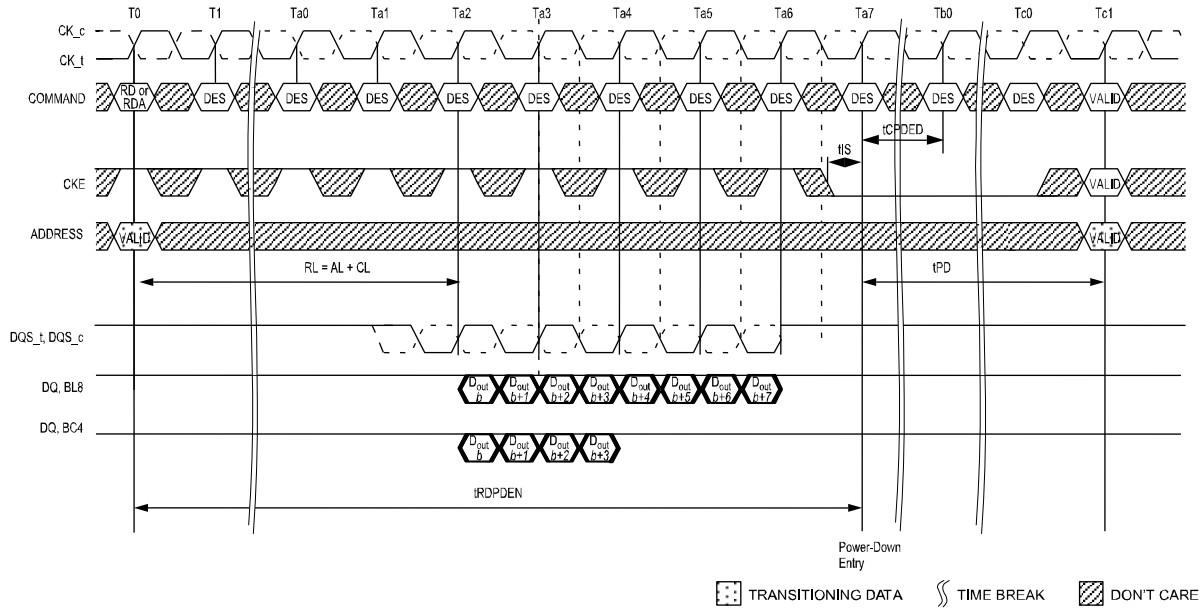 T0 T1 Ta0 Ta1 Ta2 Ta3 Ta4 Ta5 Ta6 Ta7 Tb0 Tc0 Tc1
CK_c
CK_t
COMMAND RD or RDA DES DES DES DES DES DES DES DES DES DES DES VALID
tCPDED
tIS
CKE VALID
ADDRESS VALID VALID
RL = AL + CL tPD
DQS_t, DQS_c
DQ, BL8 Dout b Dout b+1 Dout b+2 Dout b+3 Dout b+4 Dout b+5 Dout b+6 Dout b+7
DQ, BC4 Dout b Dout b+1 Dout b+2 Dout b+3
tRDPDEN
Power-Down
Entry
TRANSITIONING DATA TIME BREAK DON'T CARE